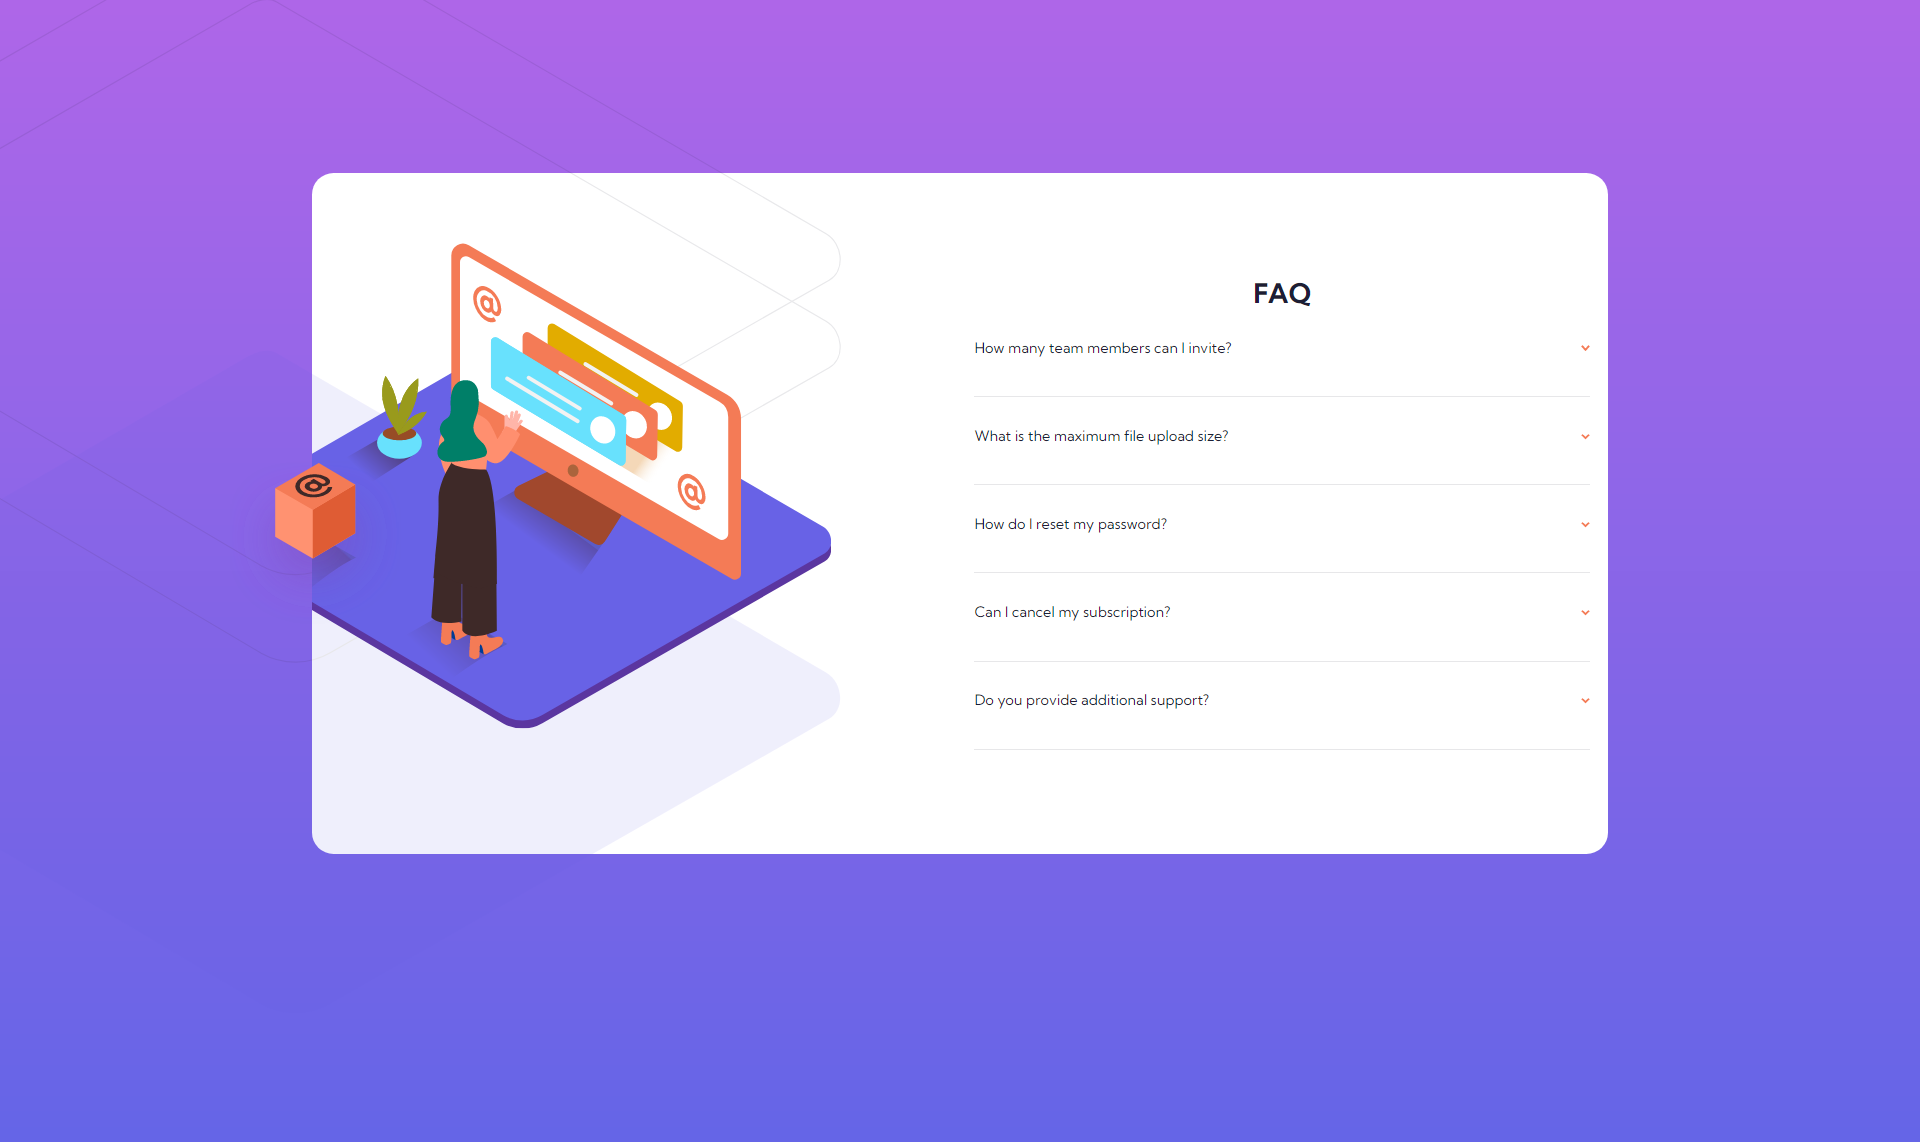 @
@
@
FAQ
How many team members can I invite?
What is the maximum file upload size?
How do I reset my password?
Can I cancel my subscription?
Do you provide additional support?